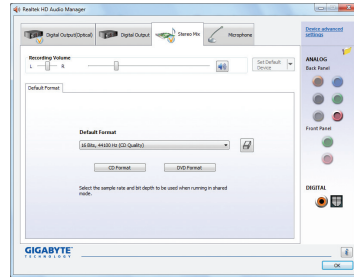 Realtek HD Audio Manager
Digital Output(Optical)
Digital Output
Stereo Mix
Microphone
Device advanced settings
Recording Volume
L
R
Set Default Device
ANALOG
Back Panel
Default Format
Default Format
16 Bits, 44100 Hz (CD Quality)
CD Format
DVD Format
Select the sample rate and bit depth to be used when running in shared mode.
Front Panel
DIGITAL
GIGABYTE
TECHNOLOGY
i
OK